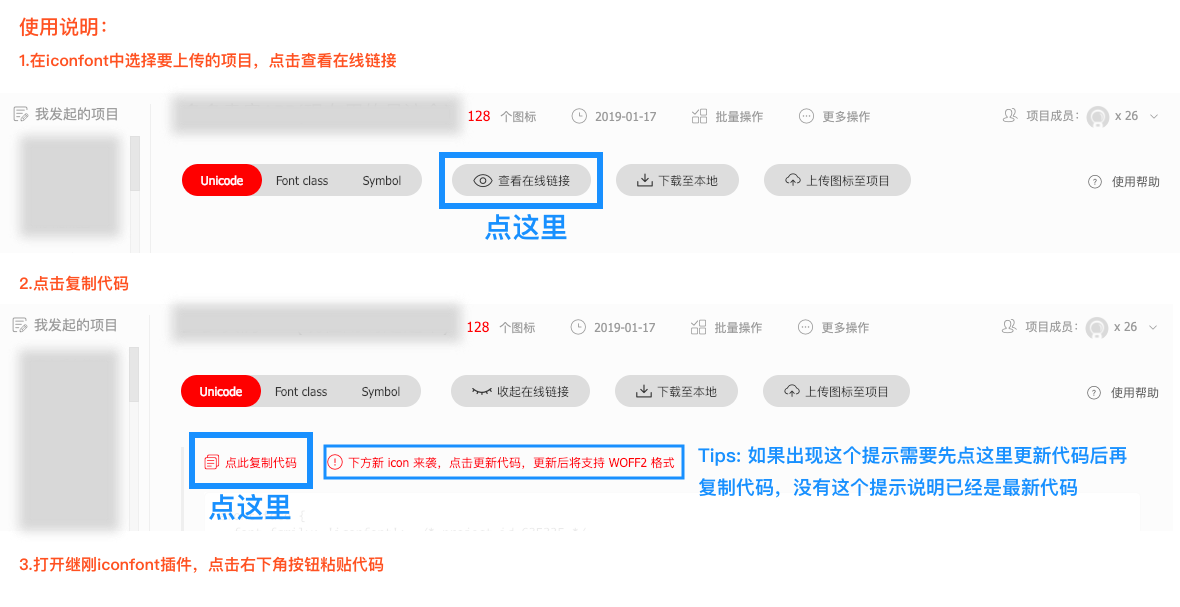 使用说明：
1.在iconfont中选择要上传的项目，点击查看在线链接
我发起的项目
128 个图标 2019-01-17 批量操作 更多操作 项目成员： x 26
Unicode Font class Symbol 查看在线链接 下载至本地 上传图标至项目 使用帮助
点这里
2.点击复制代码
我发起的项目
128 个图标 2019-01-17 批量操作 更多操作 项目成员： x 26
Unicode Font class Symbol 收起在线链接 下载至本地 上传图标至项目 使用帮助
点此复制代码 下方新 icon 来袭，点击更新代码，更新后将支持 WOFF2 格式
Tips: 如果出现这个提示需要先点这里更新代码后再
复制代码，没有这个提示说明已经是最新代码
点这里
3.打开继刚iconfont插件，点击右下角按钮粘贴代码